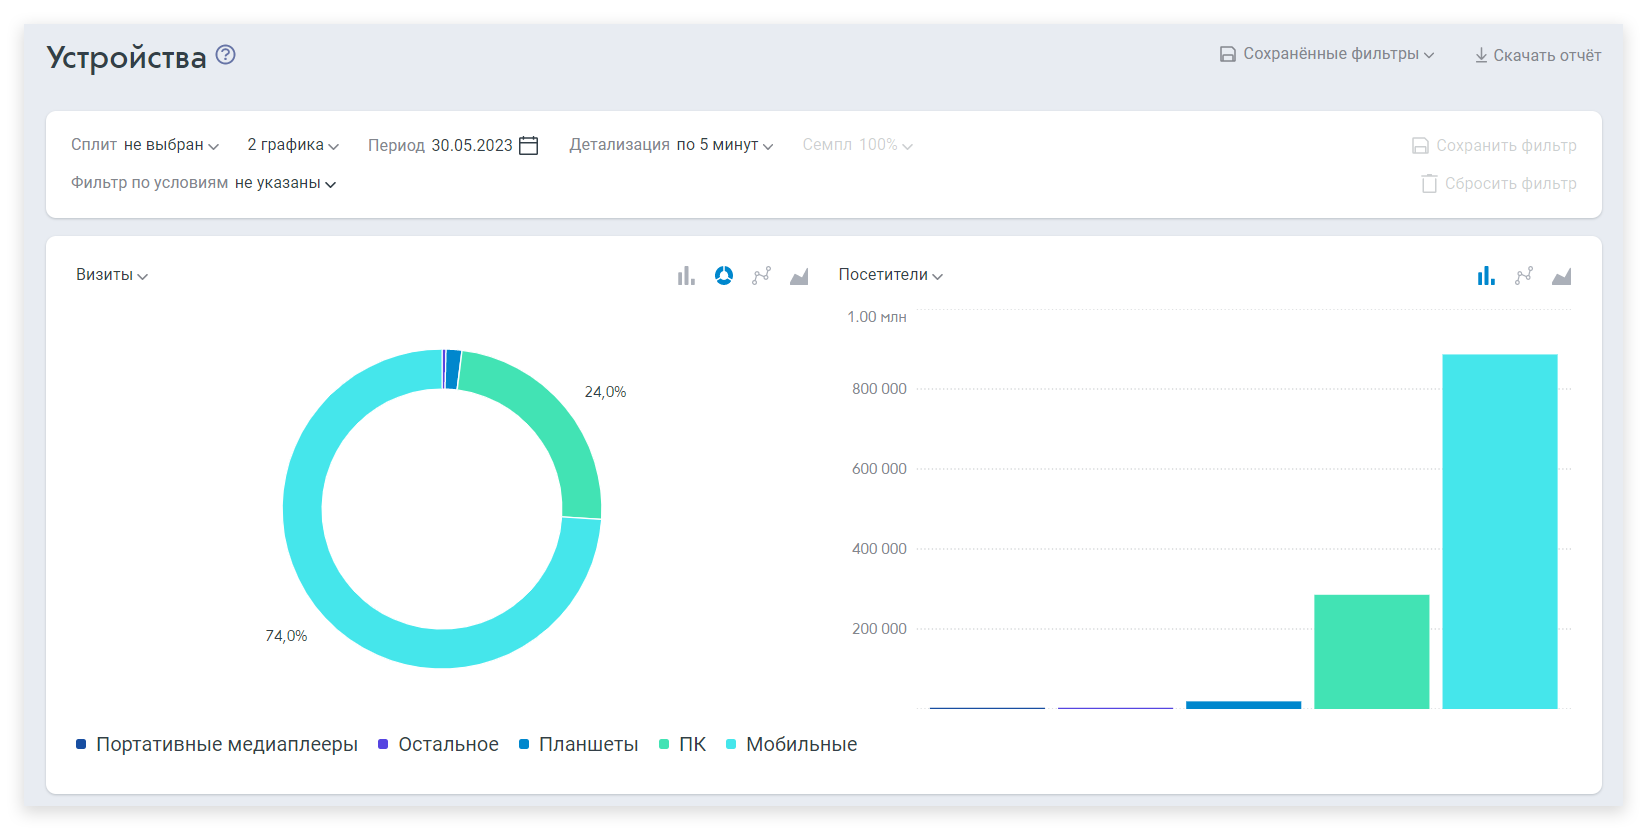 Устройства ?
Сохранённые фильтры
Скачать отчёт
Сплит не выбран 2 графика Период 30.05.2023 Детализация по 5 минут Семпл 100%
Сохранить фильтр
Фильтр по условиям не указаны
Сбросить фильтр
Визиты
24,0%
74,0%
Посетители
1.00 млн
800 000
600 000
400 000
200 000
Портативные медиаплееры Остальное Планшеты ПК Мобильные